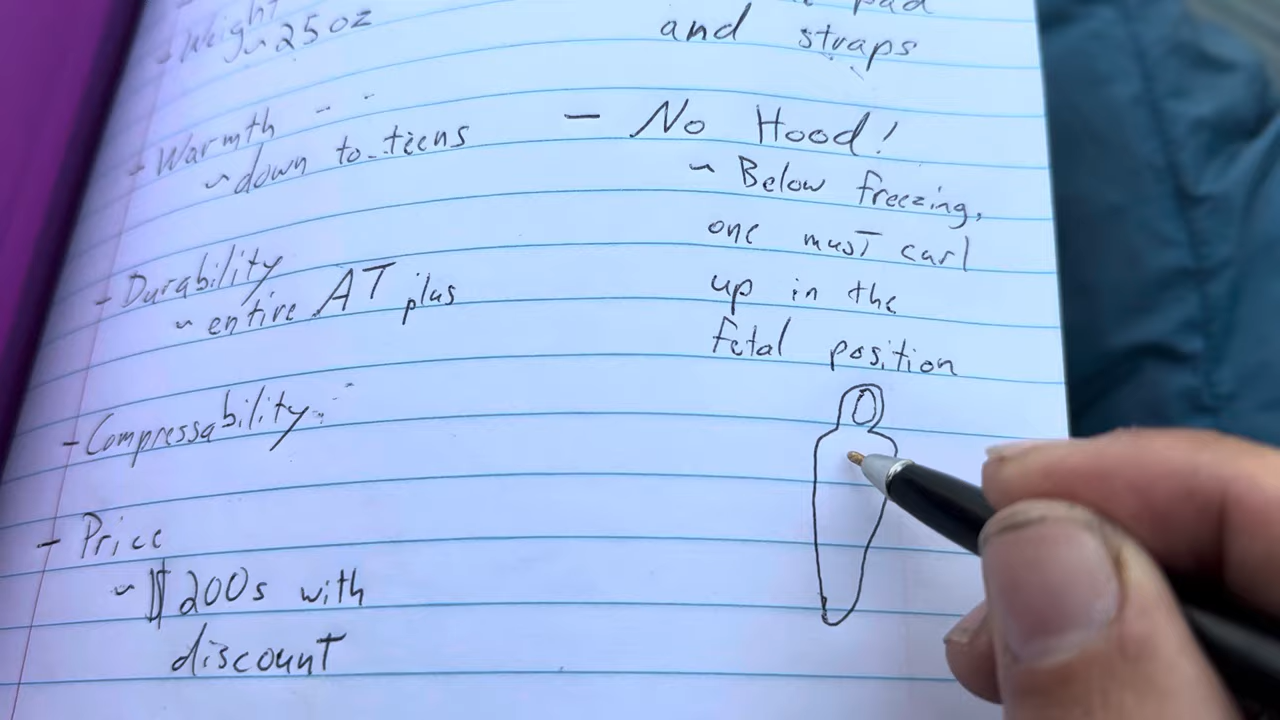 - Weight
~ 25oz
- Warmth
~ down to teens
- Durability
~ entire AT plus
- Compressability
- Price
~ $200s with
discount
pad
and straps
- No Hood!
~ Below freezing,
one must curl
up in the
fetal position